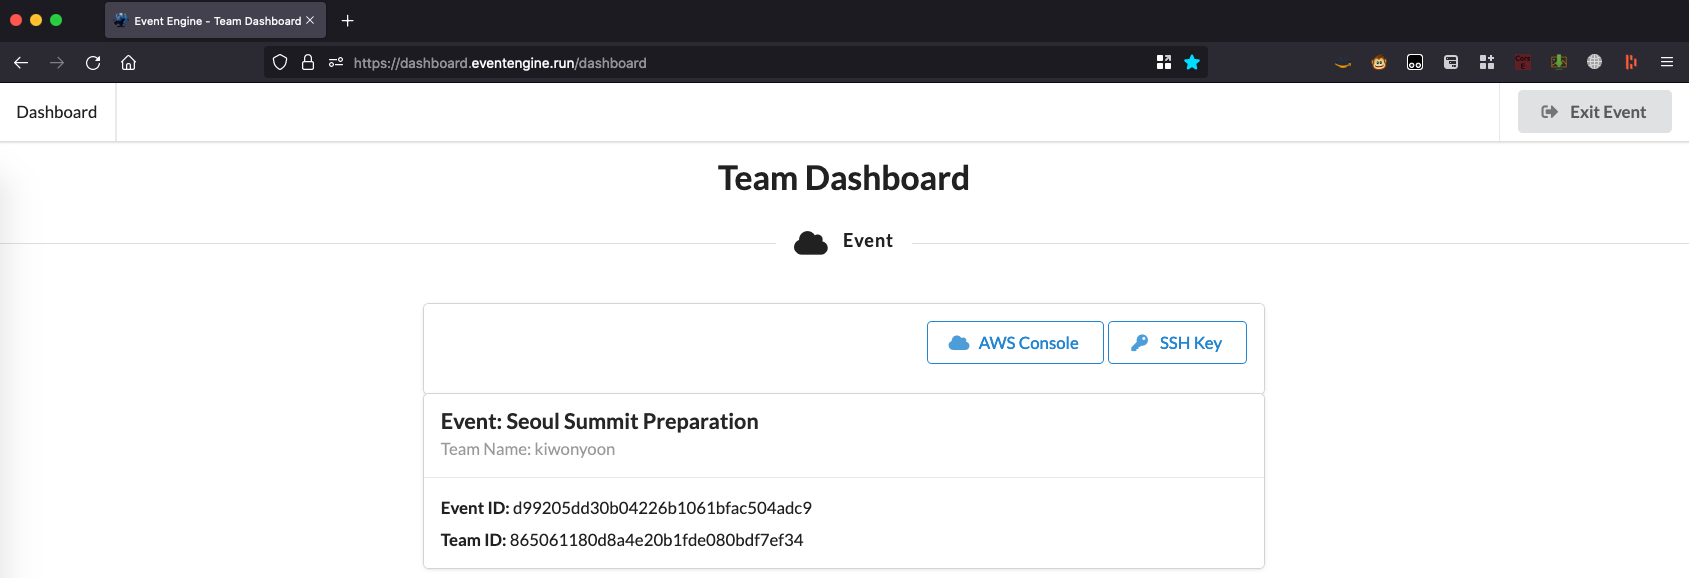 Event Engine - Team Dashboard
https://dashboard.eventengine.run/dashboard
Dashboard
Exit Event
Team Dashboard
Event
AWS Console
SSH Key
Event: Seoul Summit Preparation
Team Name: kiwonyoon
Event ID: d99205dd30b04226b1061bfac504adc9
Team ID: 865061180d8a4e20b1fde080bdf7ef34